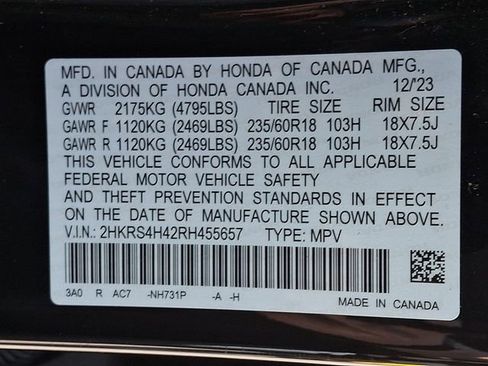 MFD. IN CANADA BY HONDA OF CANADA MFG.,
A DIVISION OF HONDA CANADA INC. 12/'23
GVWR 2175KG (4795LBS) TIRE SIZE RIM SIZE
GAWR F 1120KG (2469LBS) 235/60R18 103H 18X7.5J
GAWR R 1120KG (2469LBS) 235/60R18 103H 18X7.5J
THIS VEHICLE CONFORMS TO ALL APPLICABLE
FEDERAL MOTOR VEHICLE SAFETY
AND THEFT PREVENTION STANDARDS IN EFFECT
ON THE DATE OF MANUFACTURE SHOWN ABOVE.
V.I.N.: 2HKRS4H42RH455657 TYPE: MPV
3A0 R AC7 -NH731P -A -H
MADE IN CANADA